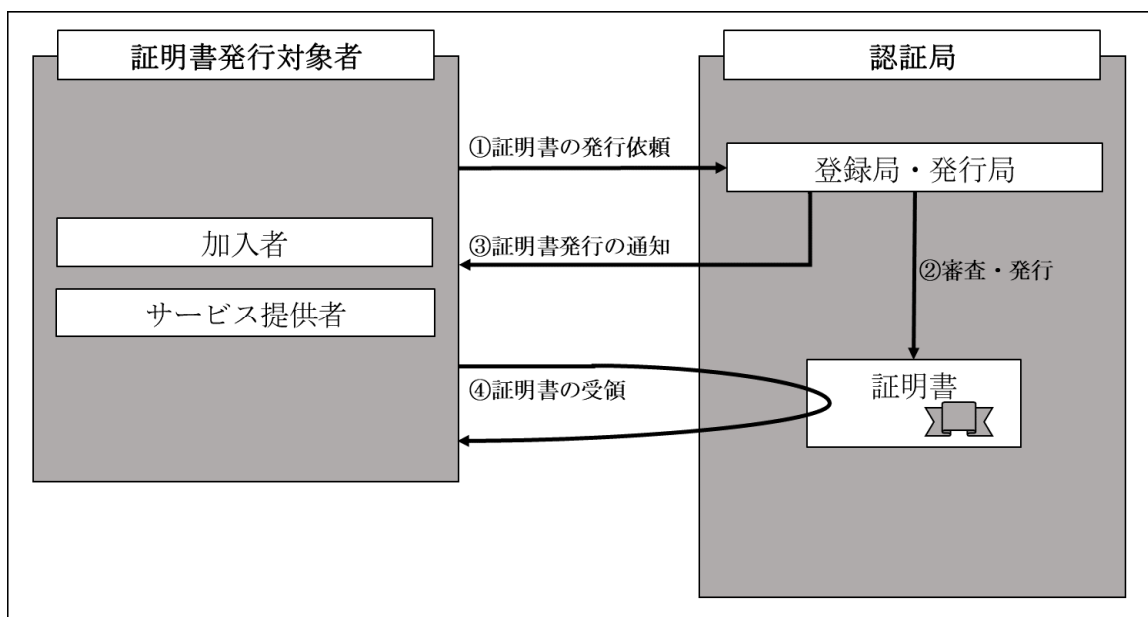 証明書発行対象者
認証局
①証明書の発行依頼
登録局・発行局
加入者
③証明書発行の通知
②審査・発行
サービス提供者
④証明書の受領
証明書